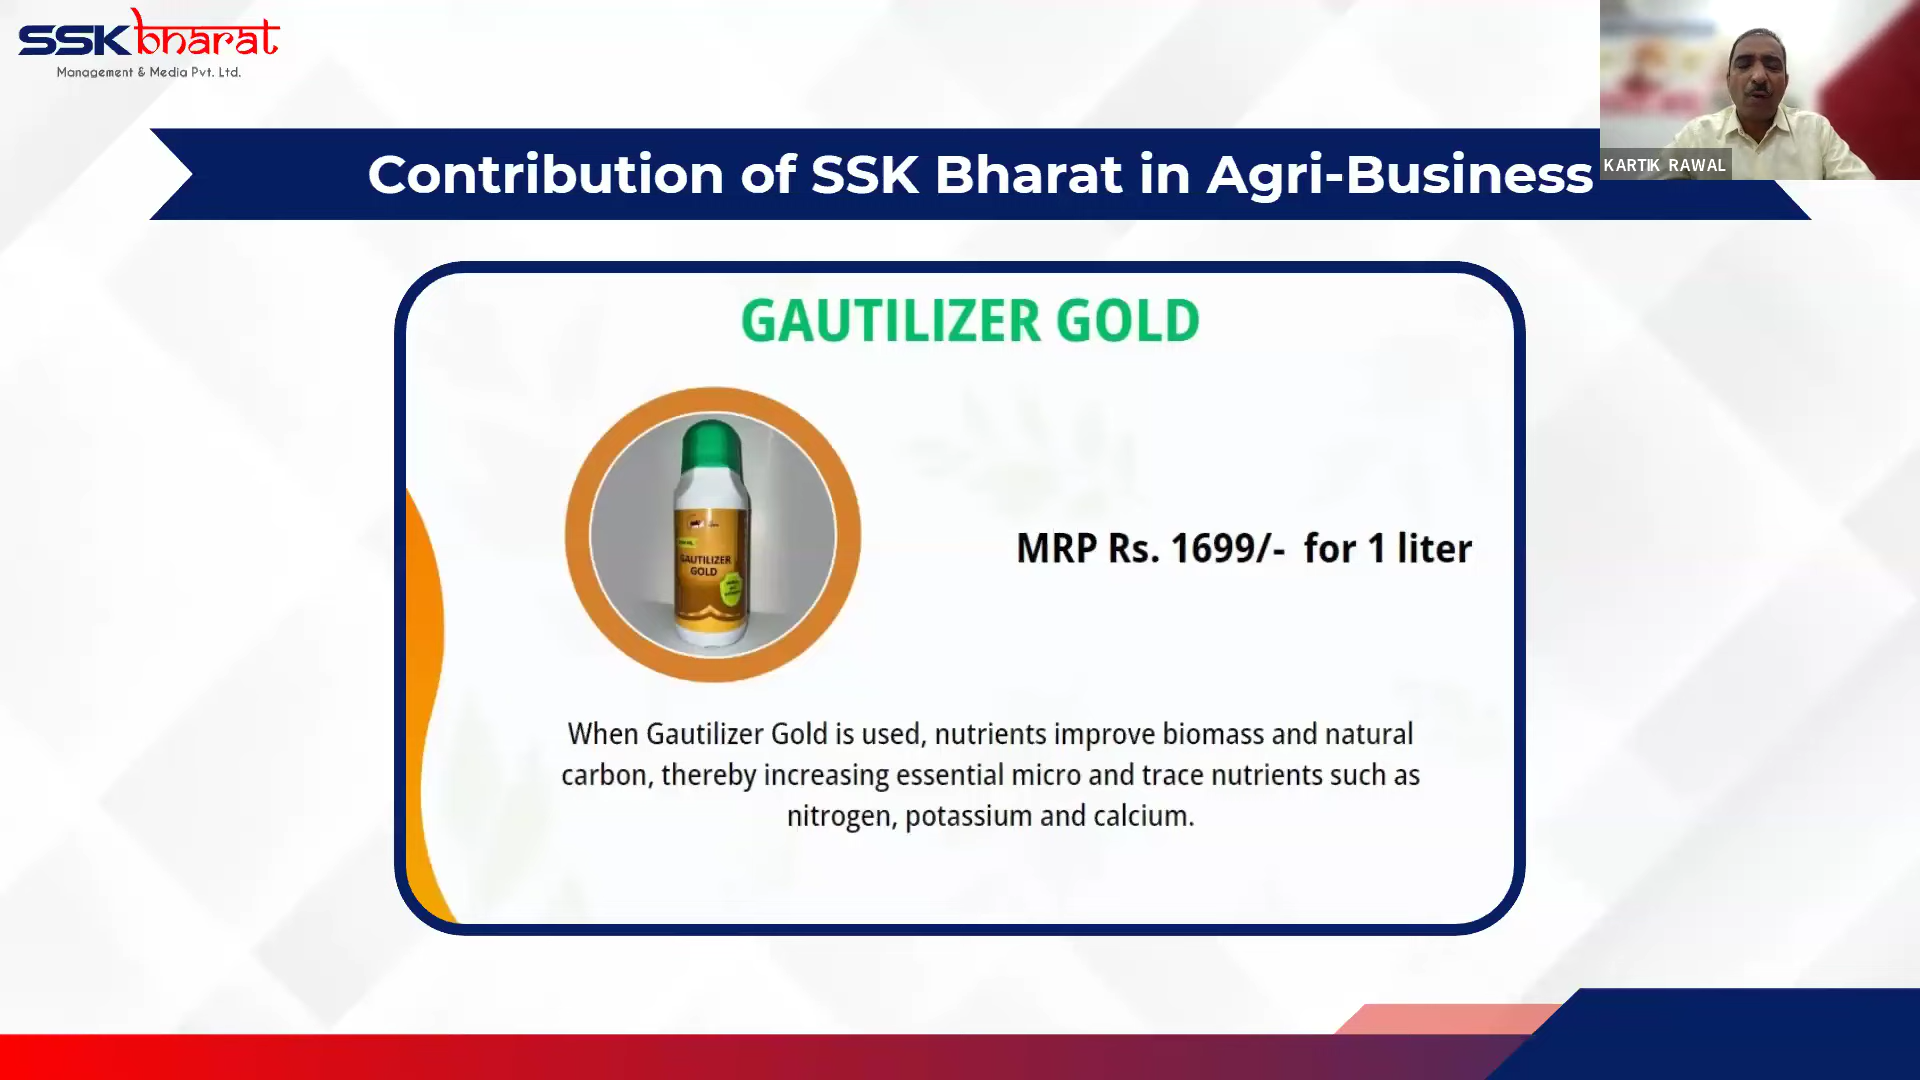 SSKbharat
Management & Media Pvt. Ltd.
KARTIK RAWAL
Contribution of SSK Bharat in Agri-Business
GAUTILIZER GOLD
GAUTILIZER
GOLD
MRP Rs. 1699/-  for 1 liter
When Gautilizer Gold is used, nutrients improve biomass and natural
carbon, thereby increasing essential micro and trace nutrients such as
nitrogen, potassium and calcium.